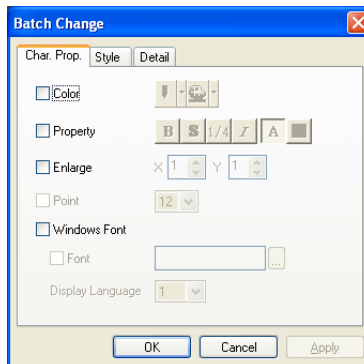 Batch Change
Char. Prop. Style Detail
Color
Property B S 1/4 I A
Enlarge X 1 Y 1
Point 12
Windows Font
Font ...
Display Language 1
OK Cancel Apply